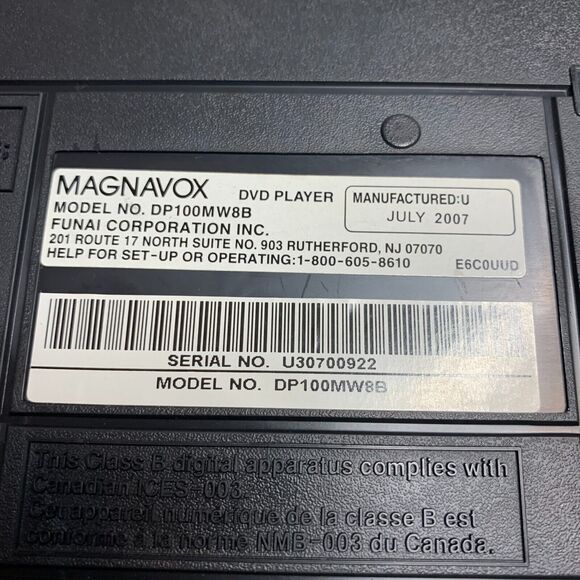 MAGNAVOX DVD PLAYER
MANUFACTURED:U
JULY 2007
MODEL NO. DP100MW8B
FUNAI CORPORATION INC.
201 ROUTE 17 NORTH SUITE NO. 903 RUTHERFORD, NJ 07070
HELP FOR SET-UP OR OPERATING:1-800-605-8610 E6C0UUD
SERIAL NO. U30700922
MODEL NO. DP100MW8B
This Class B digital apparatus complies with
Canadian ICES-003.
Cet appareil numérique de la classe B est
conforme à la norme NMB-003 du Canada.